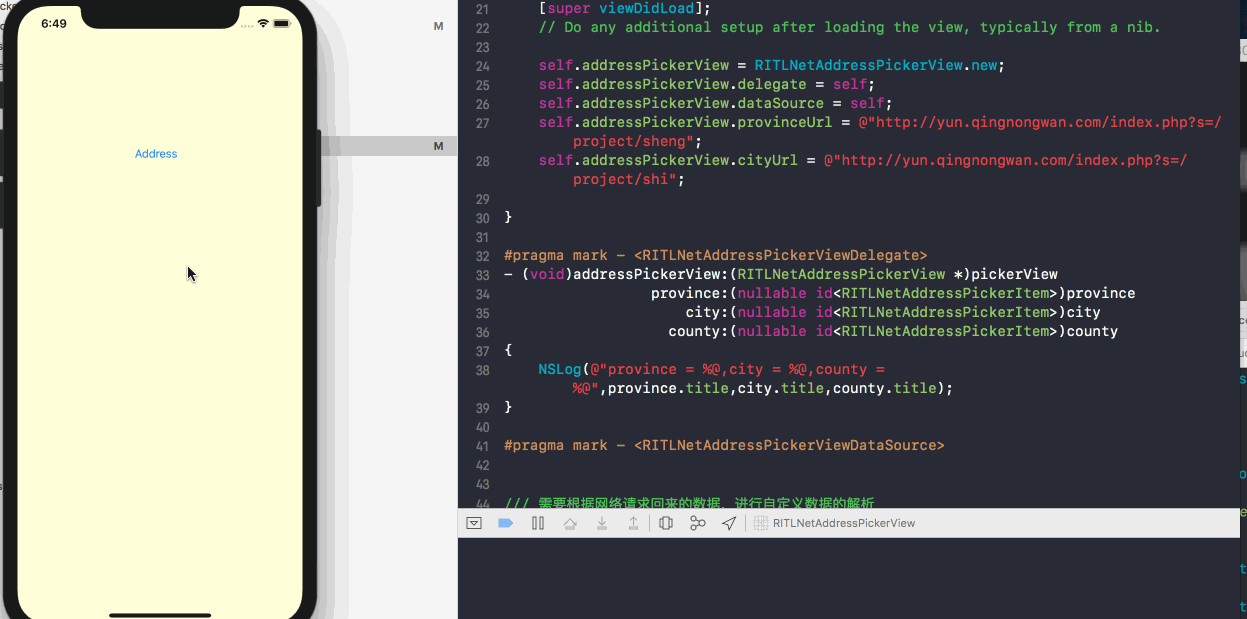 6:49
Address
M
M
21 [super viewDidLoad];
22 // Do any additional setup after loading the view, typically from a nib.
23
24 self.addressPickerView = RITLNetAddressPickerView.new;
25 self.addressPickerView.delegate = self;
26 self.addressPickerView.dataSource = self;
27 self.addressPickerView.provinceUrl = @"http://yun.qingnongwan.com/index.php?s=/
project/sheng";
28 self.addressPickerView.cityUrl = @"http://yun.qingnongwan.com/index.php?s=/
project/shi";
29
30 }
31
32 #pragma mark - <RITLNetAddressPickerViewDelegate>
33 - (void)addressPickerView:(RITLNetAddressPickerView *)pickerView
34 province:(nullable id<RITLNetAddressPickerItem>)province
35 city:(nullable id<RITLNetAddressPickerItem>)city
36 county:(nullable id<RITLNetAddressPickerItem>)county
37 {
38 NSLog(@"province = %@,city = %@,county =
%@",province.title,city.title,county.title);
39 }
40
41 #pragma mark - <RITLNetAddressPickerViewDataSource>
42
43
44 /// 需要根据网络请求回来的数据，进行自定义数据的解析
RITLNetAddressPickerView